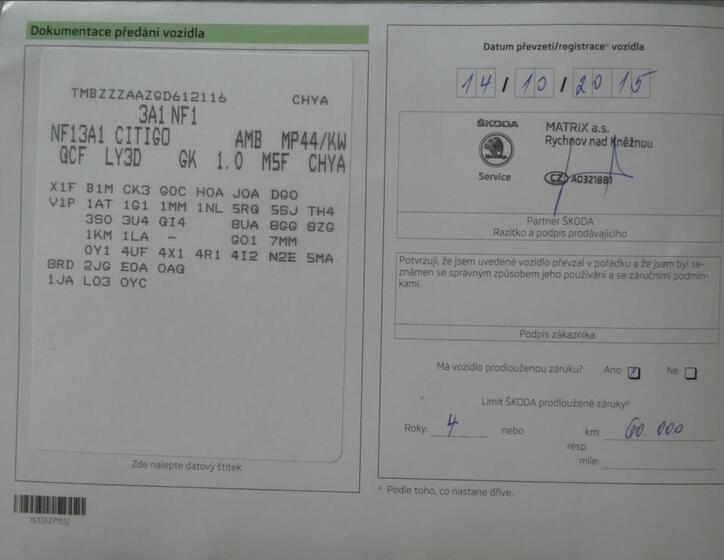 Dokumentace předání vozidla
TMBZZZAAZGD612116 CHYA
3A1 NF1
NF13A1 CITIGO AMB MP44/KW
QCF LY3D GK 1.0 M5F CHYA
X1F B1M CK3 GOC HOA JOA DGO
V1P 1AT 1G1 1MM 1NL 5RQ 5SJ TH4
3SO 3U4 QI4 8UA 8GG 8ZG
1KM 1LA - GO1 7MM
OY1 4UF 4X1 4R1 4I2 N2E 5MA
8RD 2JG EOA OAQ
1JA LO3 OYC
Zde nalepte datový štítek
1ST01271512
Datum převzetí/registrace* vozidla
14/10/2015
ŠKODA
Service
MATRIX a.s.
Rychnov nad Kněžnou
CZ A0321881
Partner ŠKODA
Razítko a podpis prodávajícího
Potvrzuji, že jsem uvedené vozidlo převzal v pořádku a že jsem byl se-
známen se správným způsobem jeho používání a se záručními podmín-
kami.
Podpis zákazníka
Má vozidlo prodlouženou záruku? Ano Ne
Limit ŠKODA prodloužené záruky*
Roky: 4 nebo km: 60.000
resp.
mile:
* Podle toho, co nastane dříve.